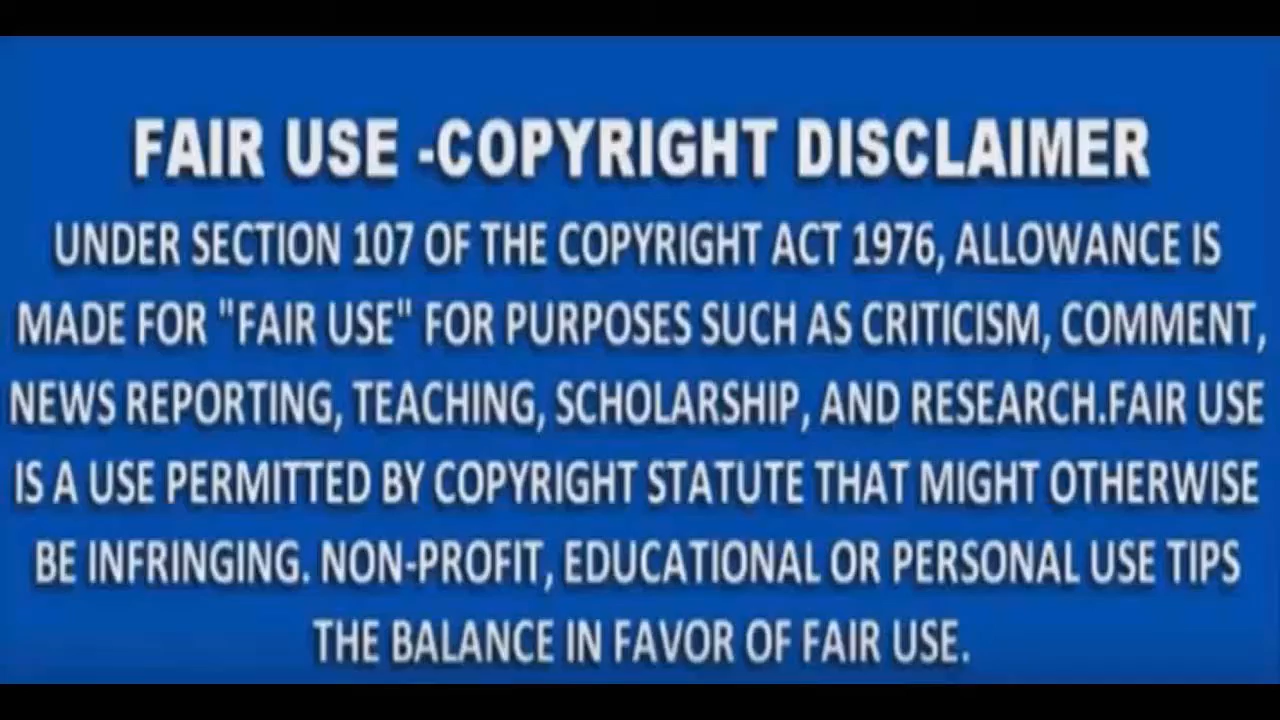 FAIR USE -COPYRIGHT DISCLAIMER
UNDER SECTION 107 OF THE COPYRIGHT ACT 1976, ALLOWANCE IS
MADE FOR "FAIR USE" FOR PURPOSES SUCH AS CRITICISM, COMMENT,
NEWS REPORTING, TEACHING, SCHOLARSHIP, AND RESEARCH.FAIR USE
IS A USE PERMITTED BY COPYRIGHT STATUTE THAT MIGHT OTHERWISE
BE INFRINGING. NON-PROFIT, EDUCATIONAL OR PERSONAL USE TIPS
THE BALANCE IN FAVOR OF FAIR USE.